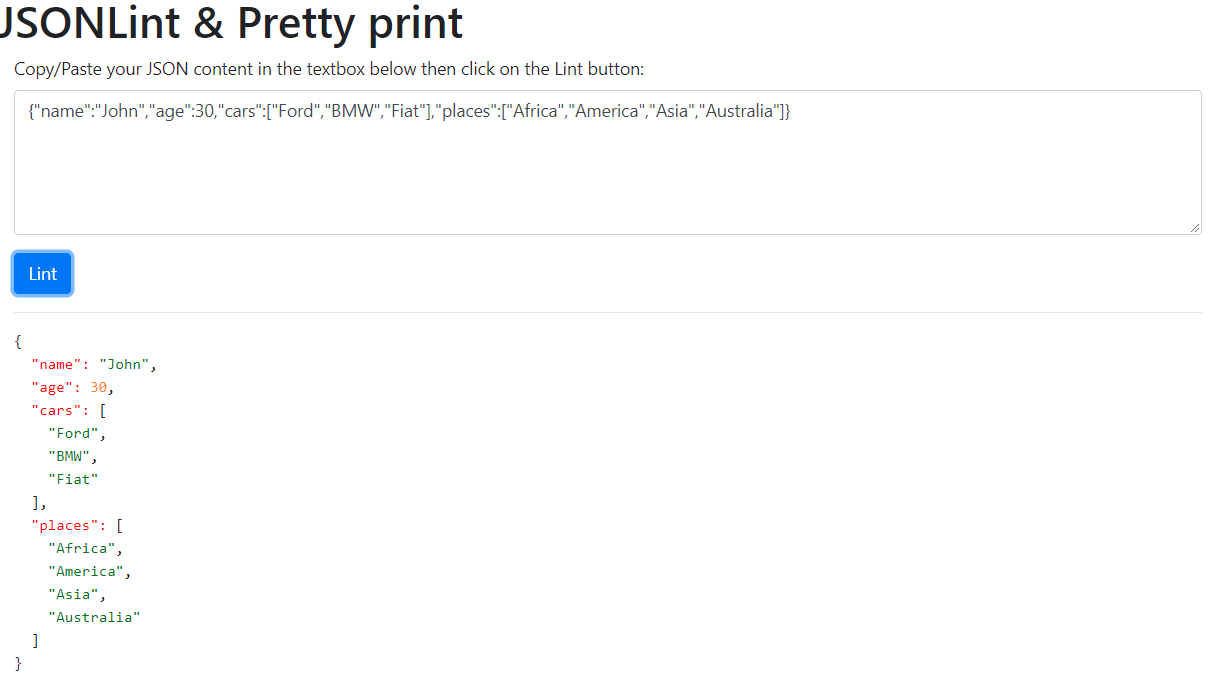 JSONLint & Pretty print
Copy/Paste your JSON content in the textbox below then click on the Lint button:
{"name":"John","age":30,"cars":["Ford","BMW","Fiat"],"places":["Africa","America","Asia","Australia"]}
Lint
{
  "name": "John",
  "age": 30,
  "cars": [
    "Ford",
    "BMW",
    "Fiat"
  ],
  "places": [
    "Africa",
    "America",
    "Asia",
    "Australia"
  ]
}